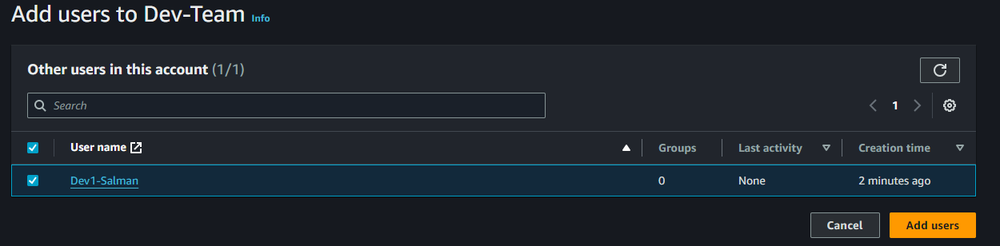 Add users to Dev-Team Info
Other users in this account (1/1)
Search
1
User name Groups Last activity Creation time
Dev1-Salman 0 None 2 minutes ago
Cancel Add users